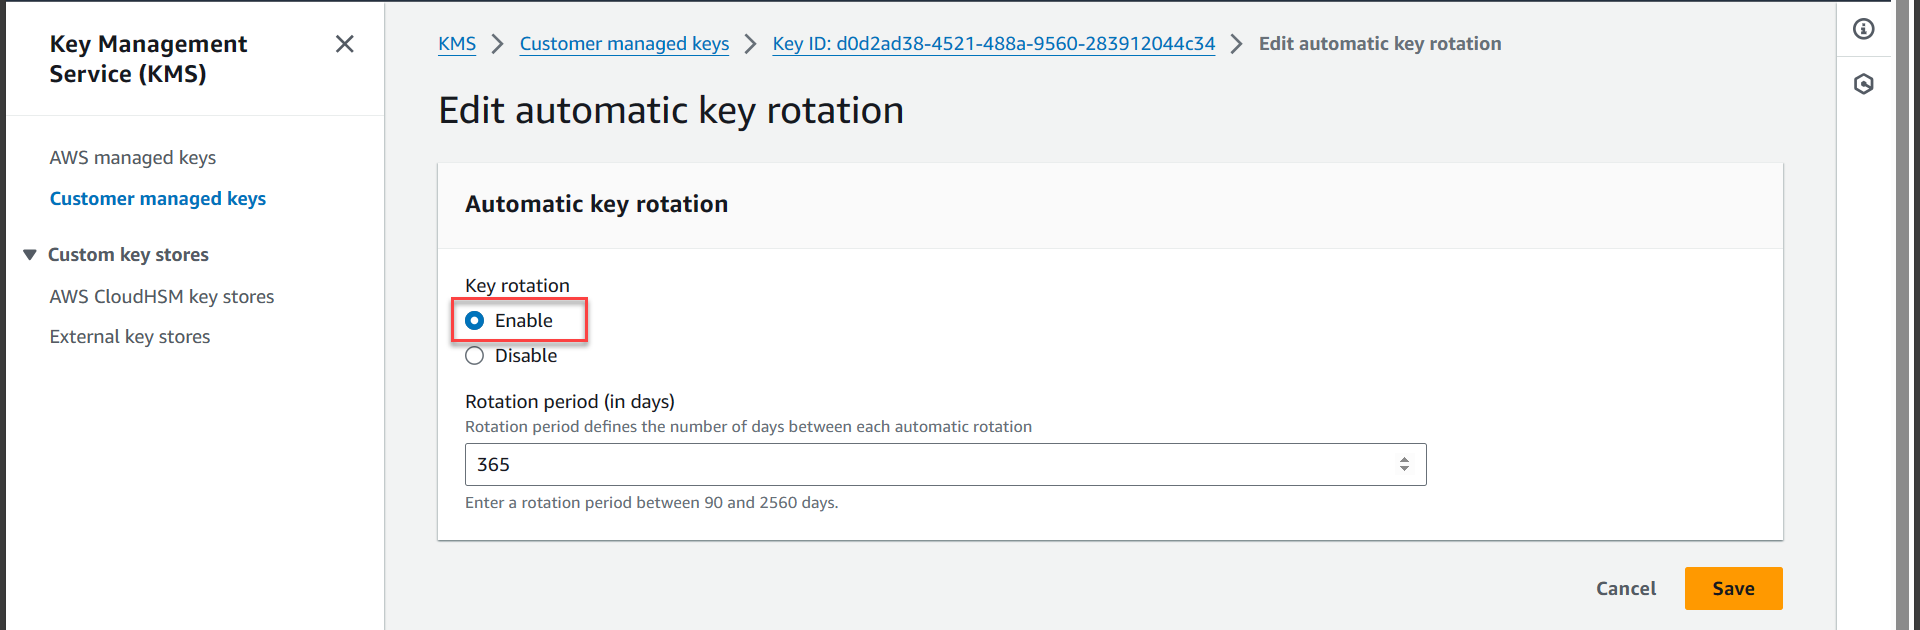 Key Management
Service (KMS)
AWS managed keys
Customer managed keys
Custom key stores
AWS CloudHSM key stores
External key stores
KMS
Customer managed keys
Key ID: d0d2ad38-4521-488a-9560-283912044c34
Edit automatic key rotation
Edit automatic key rotation
Automatic key rotation
Key rotation
Enable
Disable
Rotation period (in days)
Rotation period defines the number of days between each automatic rotation
365
Enter a rotation period between 90 and 2560 days.
Cancel
Save